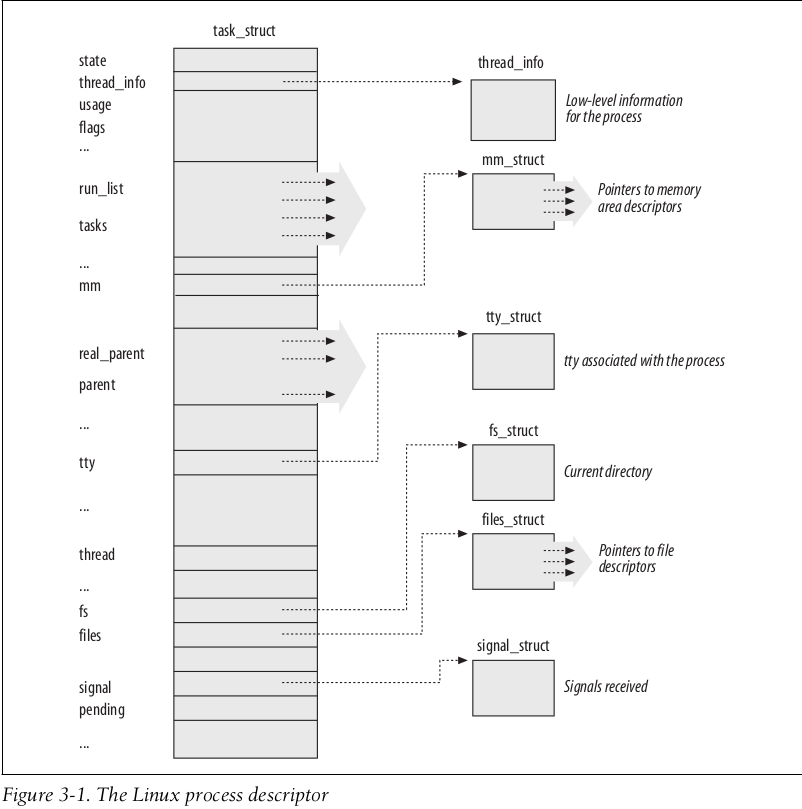 task_struct
state
thread_info
usage
flags
...
run_list
tasks
...
mm
real_parent
parent
...
tty
...
thread
...
fs
files
signal
pending
...
thread_info
Low-level information
for the process
mm_struct
Pointers to memory
area descriptors
tty_struct
tty associated with the process
fs_struct
Current directory
files_struct
Pointers to file
descriptors
signal_struct
Signals received
Figure 3-1. The Linux process descriptor